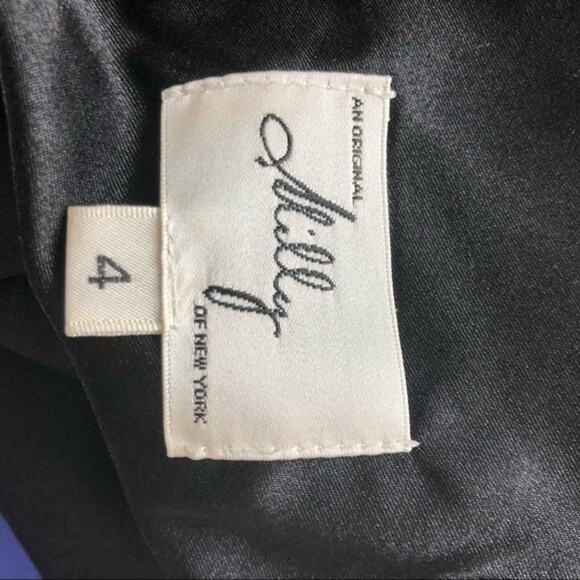 AN ORIGINAL
Milly
OF NEW YORK
4